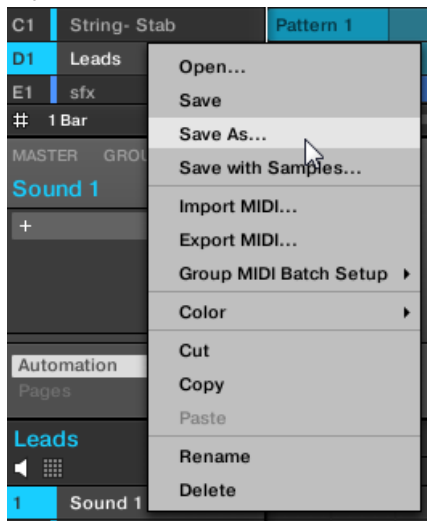 C1 String- Stab Pattern 1
D1 Leads
E1 sfx
1 Bar
MASTER
Sound 1
+
Automation
Pages
Leads
1 Sound 1
Open...
Save
Save As...
Save with Samples...
Import MIDI...
Export MIDI...
Group MIDI Batch Setup
Color
Cut
Copy
Paste
Rename
Delete